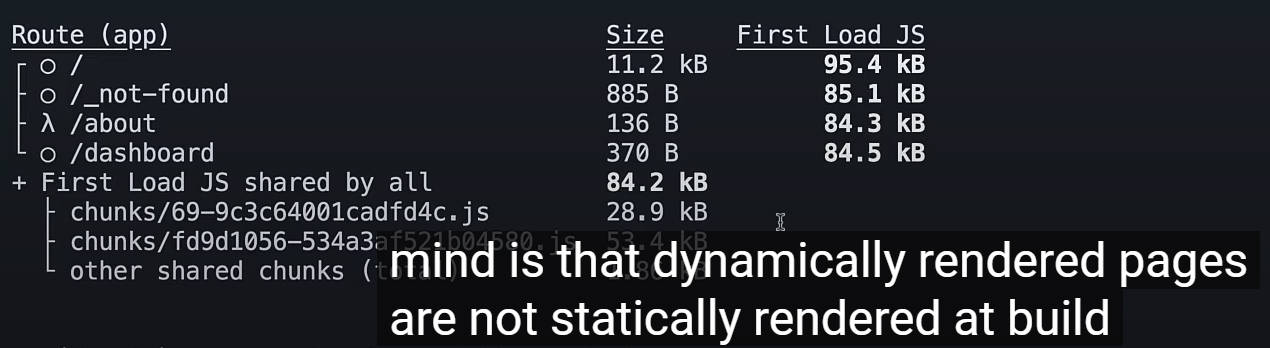 Route (app) Size First Load JS
┌ ○ / 11.2 kB 95.4 kB
├ ○ /_not-found 885 B 85.1 kB
├ λ /about 136 B 84.3 kB
└ ○ /dashboard 370 B 84.5 kB
+ First Load JS shared by all 84.2 kB
├ chunks/69-9c3c64001cadfd4c.js 28.9 kB
├ chunks/fd9d1056-534a3af521b04580.js 53.4 kB
└ other shared chunks (total)
mind is that dynamically rendered pages
are not statically rendered at build